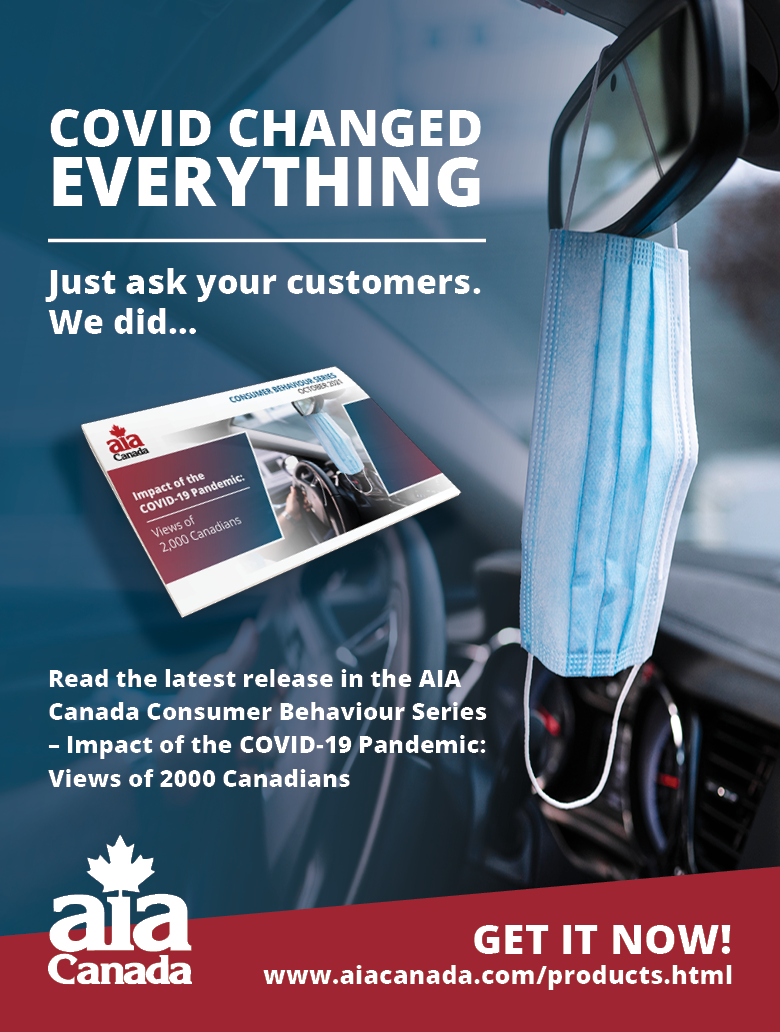 COVID CHANGED
EVERYTHING
Just ask your customers.
We did...
CONSUMER BEHAVIOUR SERIES
OCTOBER 2021
aia
Canada
Impact of the
COVID-19 Pandemic:
Views of
2,000 Canadians
Read the latest release in the AIA
Canada Consumer Behaviour Series
– Impact of the COVID-19 Pandemic:
Views of 2000 Canadians
aia
Canada
GET IT NOW!
www.aiacanada.com/products.html